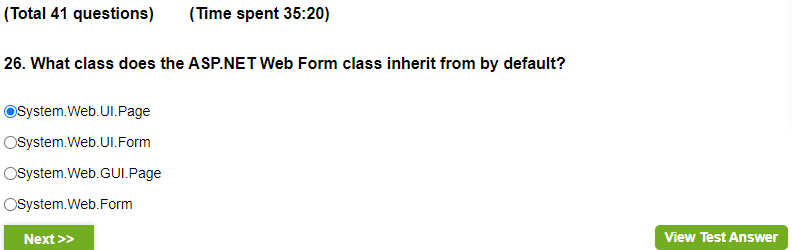 (Total 41 questions) (Time spent 35:20)
26. What class does the ASP.NET Web Form class inherit from by default?
System.Web.UI.Page
System.Web.UI.Form
System.Web.GUI.Page
System.Web.Form
Next >> View Test Answer